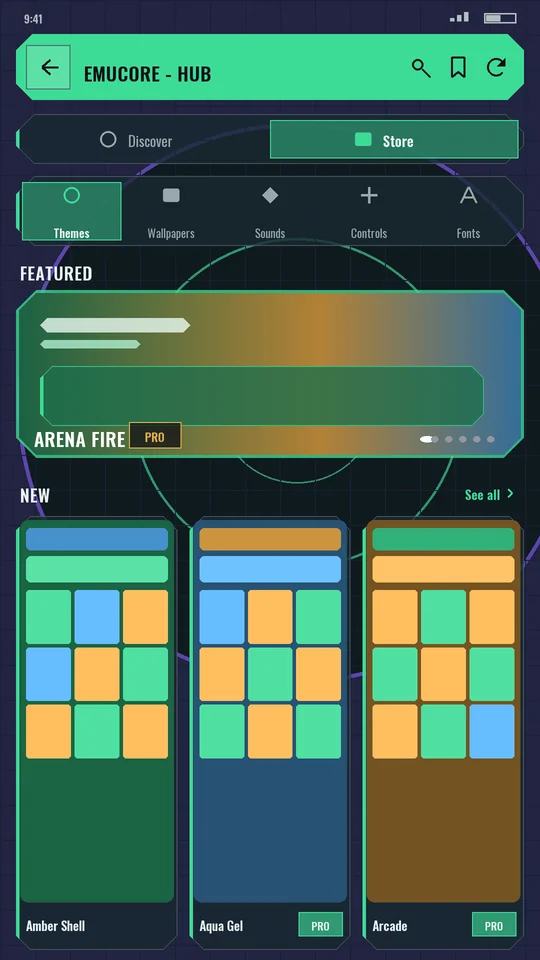 9:41
EMUCORE - HUB
Discover
Store
Themes
Wallpapers
Sounds
Controls
Fonts
FEATURED
ARENA FIRE
PRO
NEW
See all
Amber Shell
Aqua Gel
PRO
Arcade
PRO